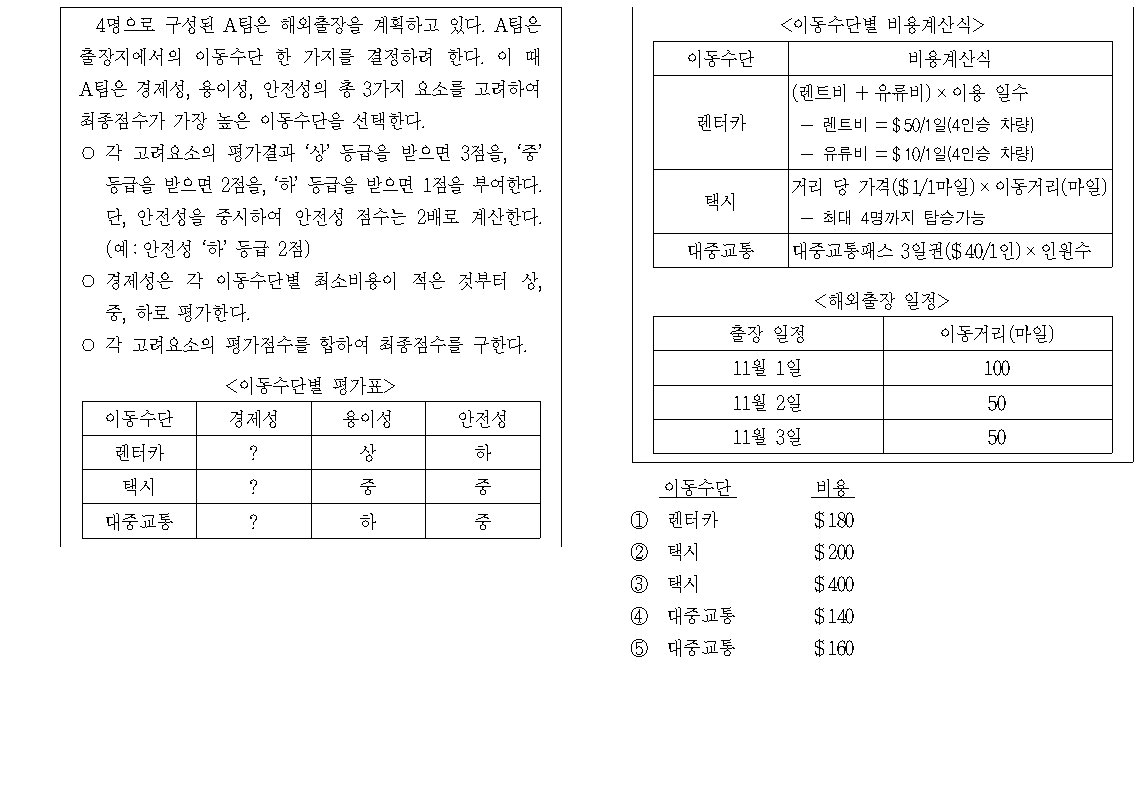 4명으로 구성된 A팀은 해외출장을 계획하고 있다. A팀은
출장지에서의 이동수단 한 가지를 결정하려 한다. 이 때
A팀은 경제성, 용이성, 안전성의 총 3가지 요소를 고려하여
최종점수가 가장 높은 이동수단을 선택한다.
○ 각 고려요소의 평가결과 ‘상’ 등급을 받으면 3점을, ‘중’
등급을 받으면 2점을, ‘하’ 등급을 받으면 1점을 부여한다.
단, 안전성을 중시하여 안전성 점수는 2배로 계산한다.
(예 : 안전성 ‘하’ 등급 2점)
○ 경제성은 각 이동수단별 최소비용이 적은 것부터 상,
중, 하로 평가한다.
○ 각 고려요소의 평가점수를 합하여 최종점수를 구한다.
<이동수단별 평가표>
이동수단 경제성 용이성 안전성
렌터카 ? 상 하
택시 ? 중 중
대중교통 ? 하 중
<이동수단별 비용계산식>
이동수단 비용계산식
(렌트비 + 유류비) × 이용 일수
렌터카 － 렌트비 = $50/1일(4인승 차량)
－ 유류비 = $10/1일(4인승 차량)
거리 당 가격($1/1마일) × 이동거리(마일)
택시 － 최대 4명까지 탑승가능
대중교통 대중교통패스 3일권($40/1인) × 인원수
<해외출장 일정>
출장 일정 이동거리(마일)
11월 1일 100
11월 2일 50
11월 3일 50
이동수단 비용
① 렌터카 $180
② 택시 $200
③ 택시 $400
④ 대중교통 $140
⑤ 대중교통 $160